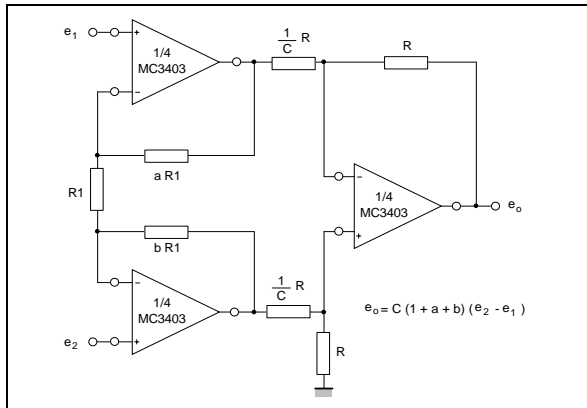 e1
+
1/4
MC3403
−
1
C
R
R
a R1
R1
b R1
−
1/4
MC3403
+
eo
1
C
R
−
1/4
MC3403
+
e2
R
eo = C (1 + a + b) (e2 - e1)